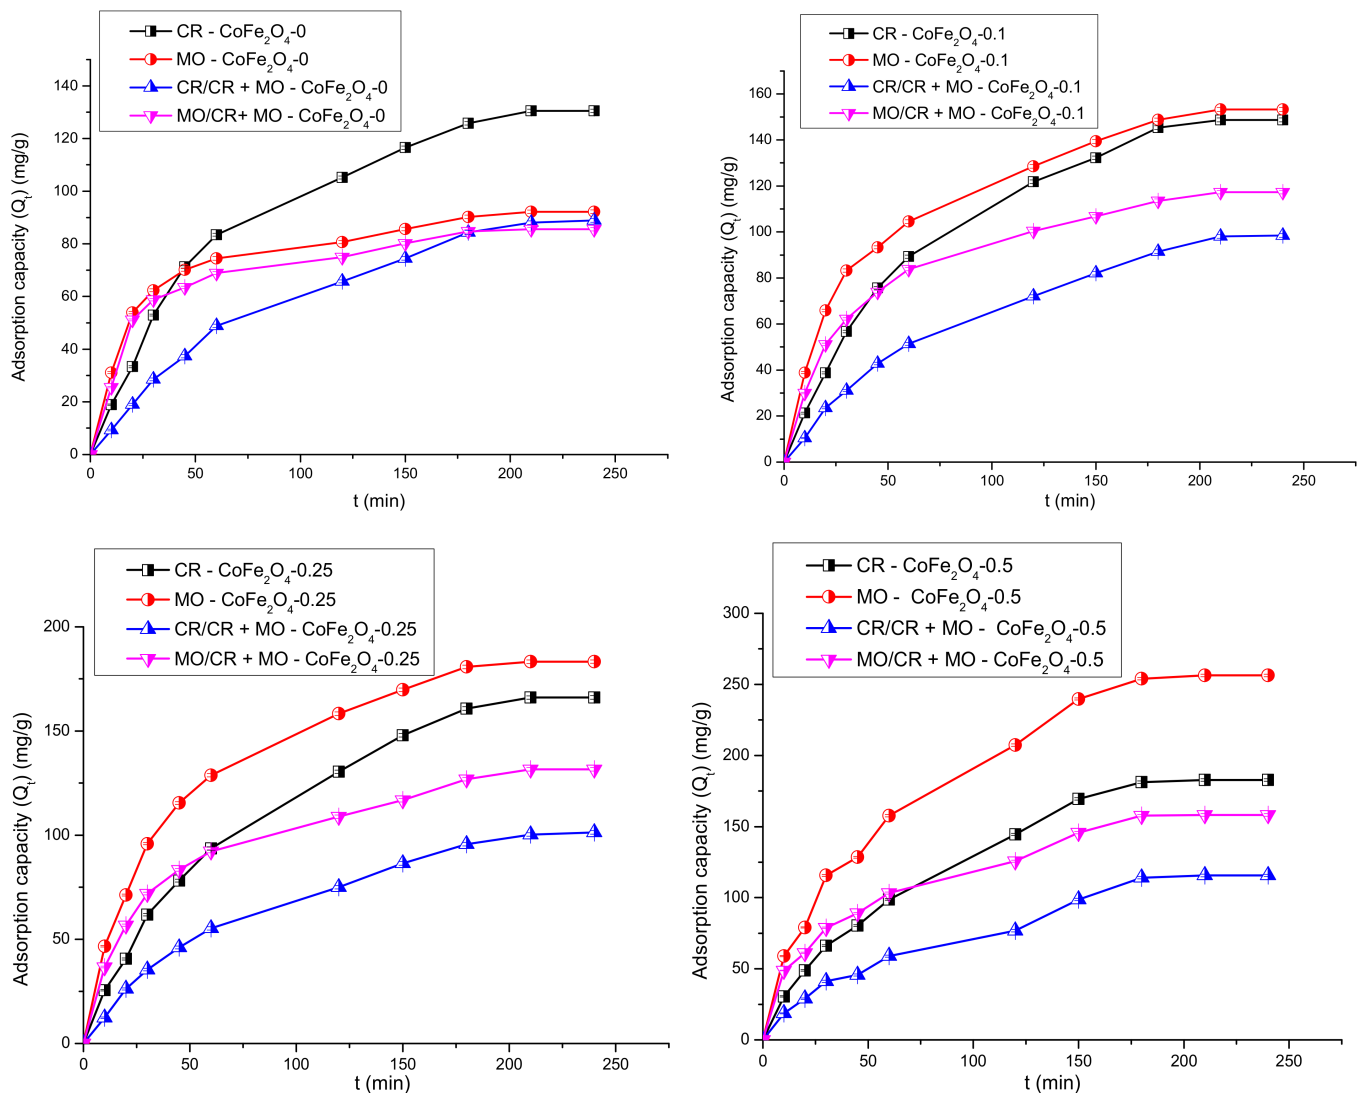 CR - CoFe₂O₄-0
MO - CoFe₂O₄-0
CR/CR + MO - CoFe₂O₄-0
MO/CR+ MO - CoFe₂O₄-0
140
130
120
100
80
60
40
20
0
0 50 100 150 200 250
t (min)
Adsorption capacity (Qₜ) (mg/g)
CR - CoFe₂O₄-0.1
MO - CoFe₂O₄-0.1
CR/CR + MO - CoFe₂O₄-0.1
MO/CR + MO - CoFe₂O₄-0.1
160
140
120
100
80
60
40
20
0
0 50 100 150 200 250
t (min)
Adsorption capacity (Qₜ) (mg/g)
CR - CoFe₂O₄-0.25
MO - CoFe₂O₄-0.25
CR/CR + MO - CoFe₂O₄-0.25
MO/CR + MO - CoFe₂O₄-0.25
200
150
100
50
0
0 50 100 150 200 250
t (min)
Adsorption capacity (Qₜ) (mg/g)
CR - CoFe₂O₄-0.5
MO - CoFe₂O₄-0.5
CR/CR + MO - CoFe₂O₄-0.5
MO/CR + MO - CoFe₂O₄-0.5
300
250
200
150
100
50
0
0 50 100 150 200 250
t (min)
Adsorption capacity (Qₜ) (mg/g)